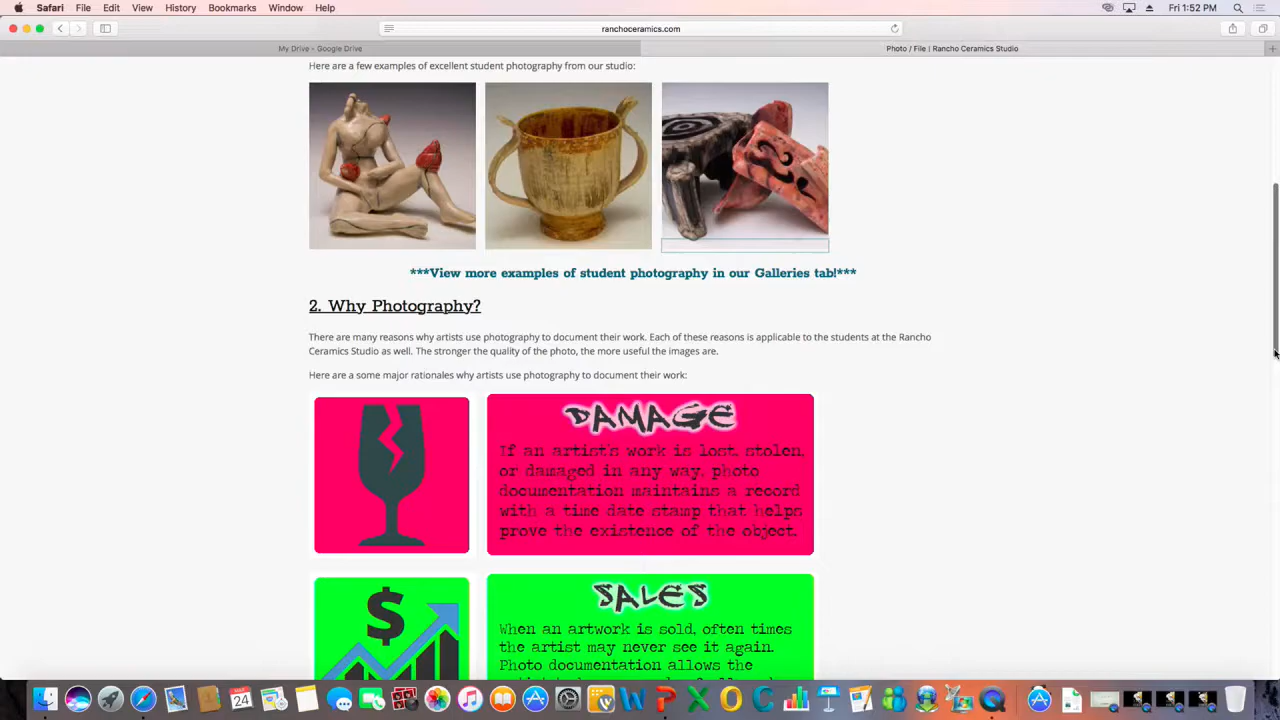 Safari File Edit View History Bookmarks Window Help Fri 1:52 PM
ranchoceramics.com
My Drive - Google Drive Photo / File | Rancho Ceramics Studio
Here are a few examples of excellent student photography from our studio:
***View more examples of student photography in our Galleries tab!***
2. Why Photography?
There are many reasons why artists use photography to document their work. Each of these reasons is applicable to the students at the Rancho
Ceramics Studio as well. The stronger the quality of the photo, the more useful the images are.
Here are a some major rationales why artists use photography to document their work:
DAMAGE
If an artist's work is lost, stolen,
or damaged in any way, photo
documentation maintains a record
with a time date stamp that helps
prove the existence of the object.
$
SALES
When an artwork is sold, often times
the artist may never see it again.
Photo documentation allows the